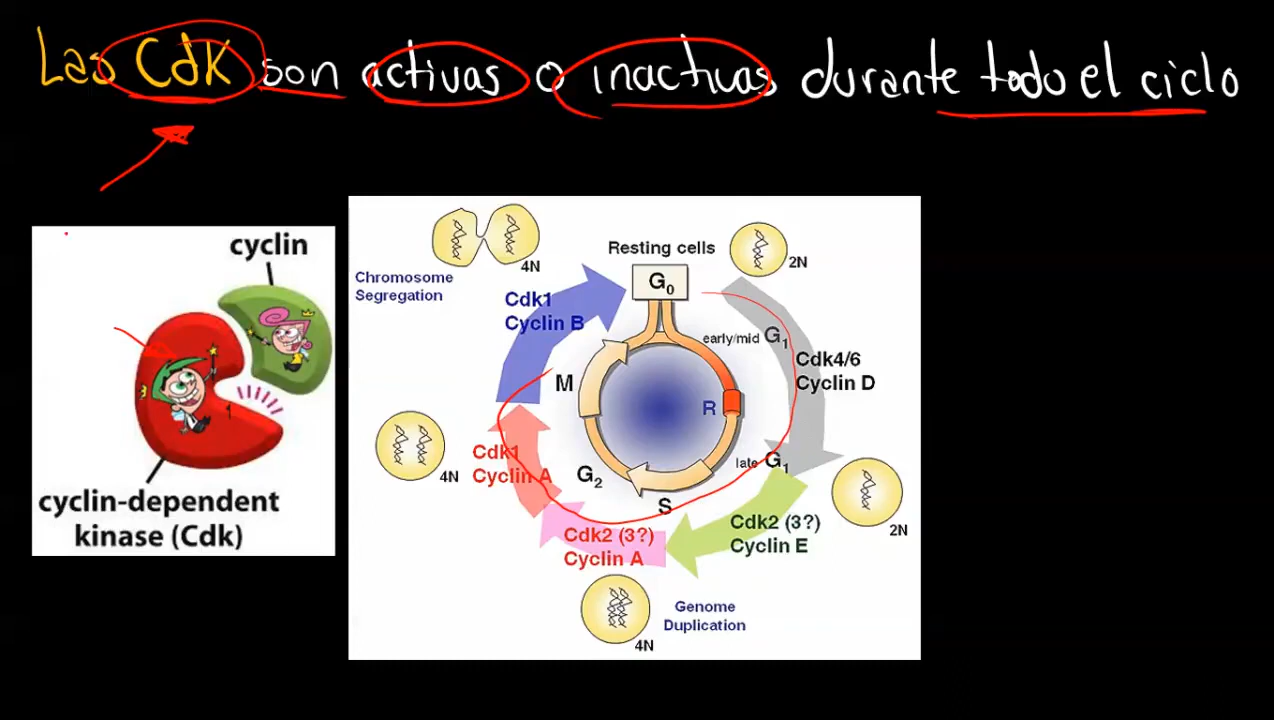 Las Cdk son activas o inactivas durante todo el ciclo
cyclin
cyclin-dependent
kinase (Cdk)
Resting cells
G0
2N
4N
Chromosome
Segregation
Cdk1
Cyclin B
early/mid G1
Cdk4/6
Cyclin D
M
R
Cdk1
Cyclin A
4N
G2
late G1
S
Cdk2 (3?)
Cyclin E
2N
Cdk2 (3?)
Cyclin A
Genome
Duplication
4N